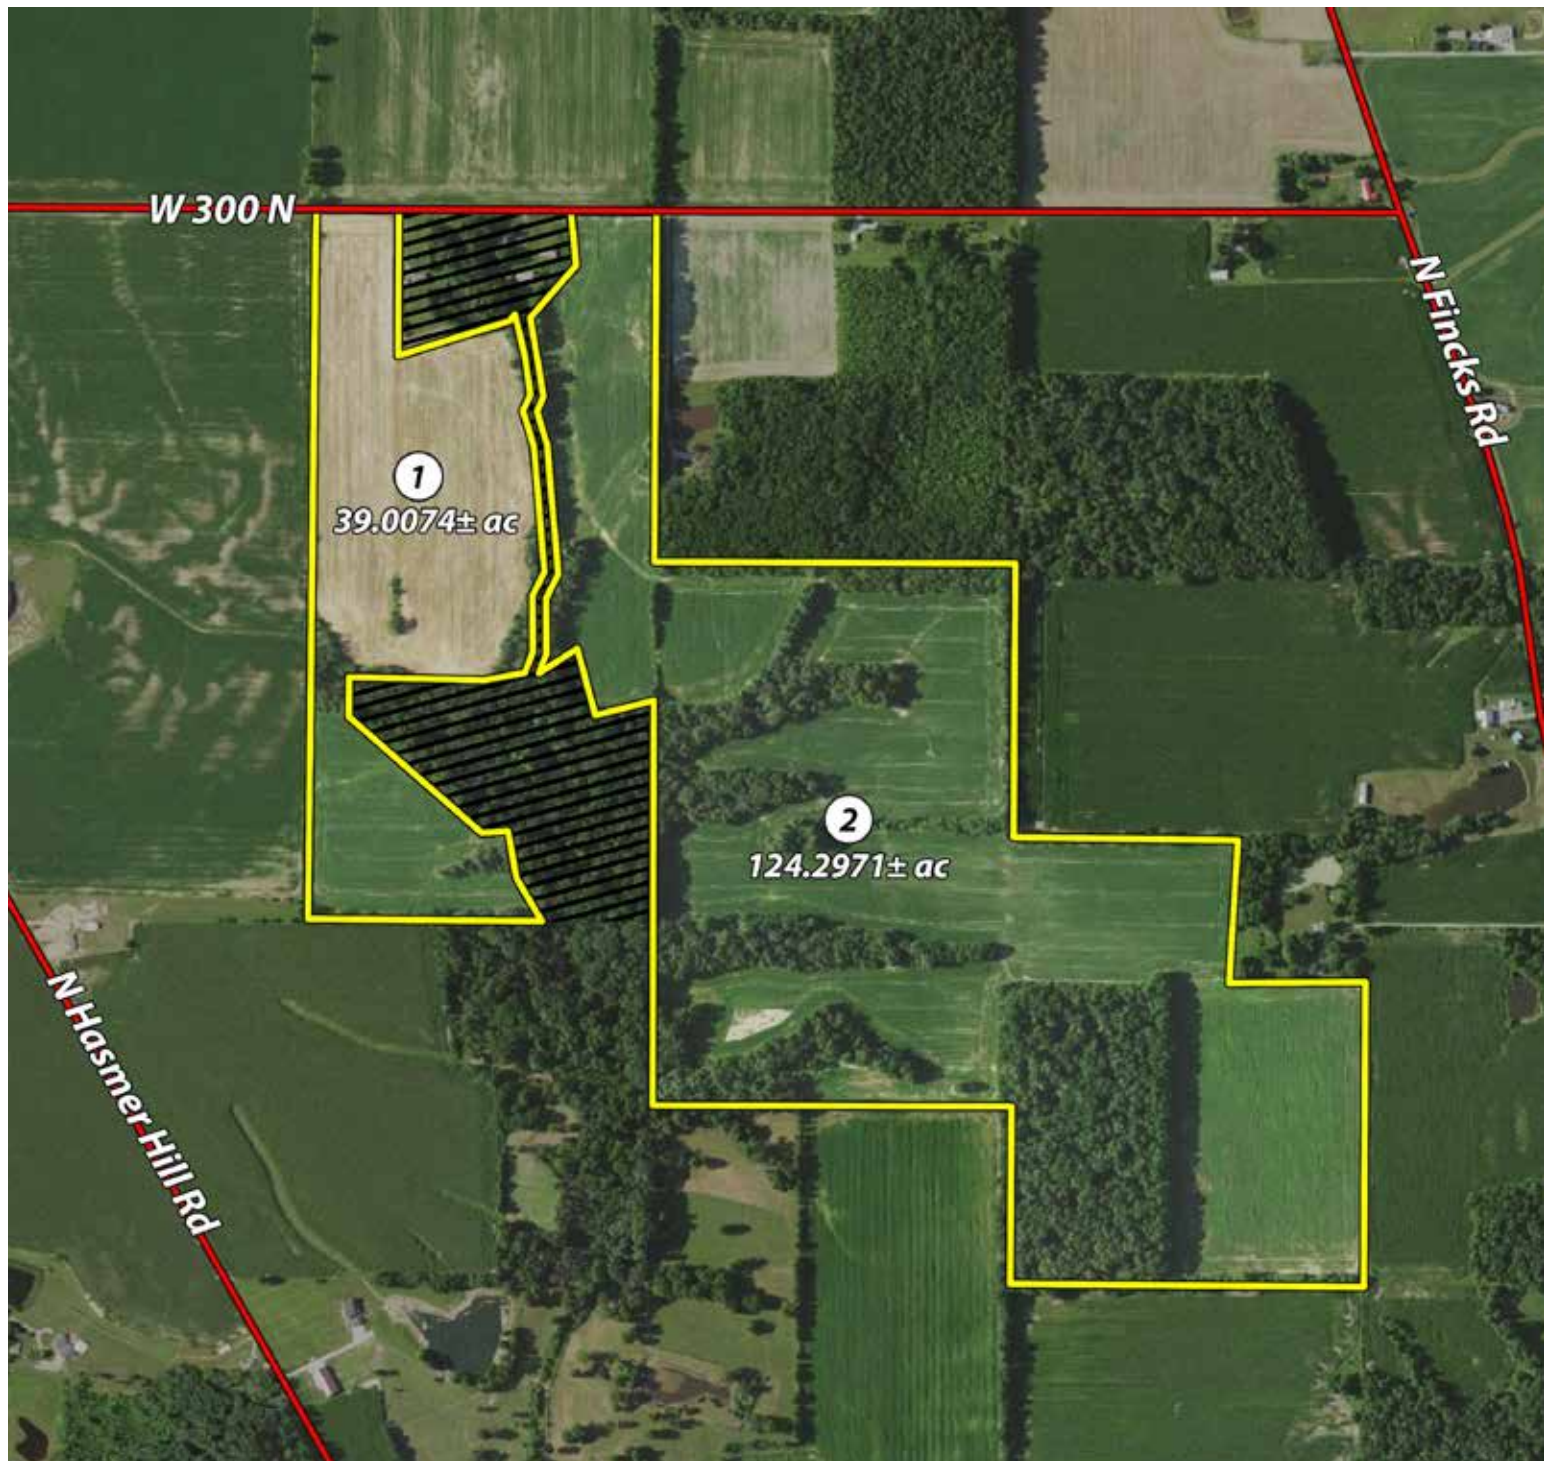 W 300 N
N Fincks Rd
1
39.0074± ac
2
124.2971± ac
N Hasmer Hill Rd